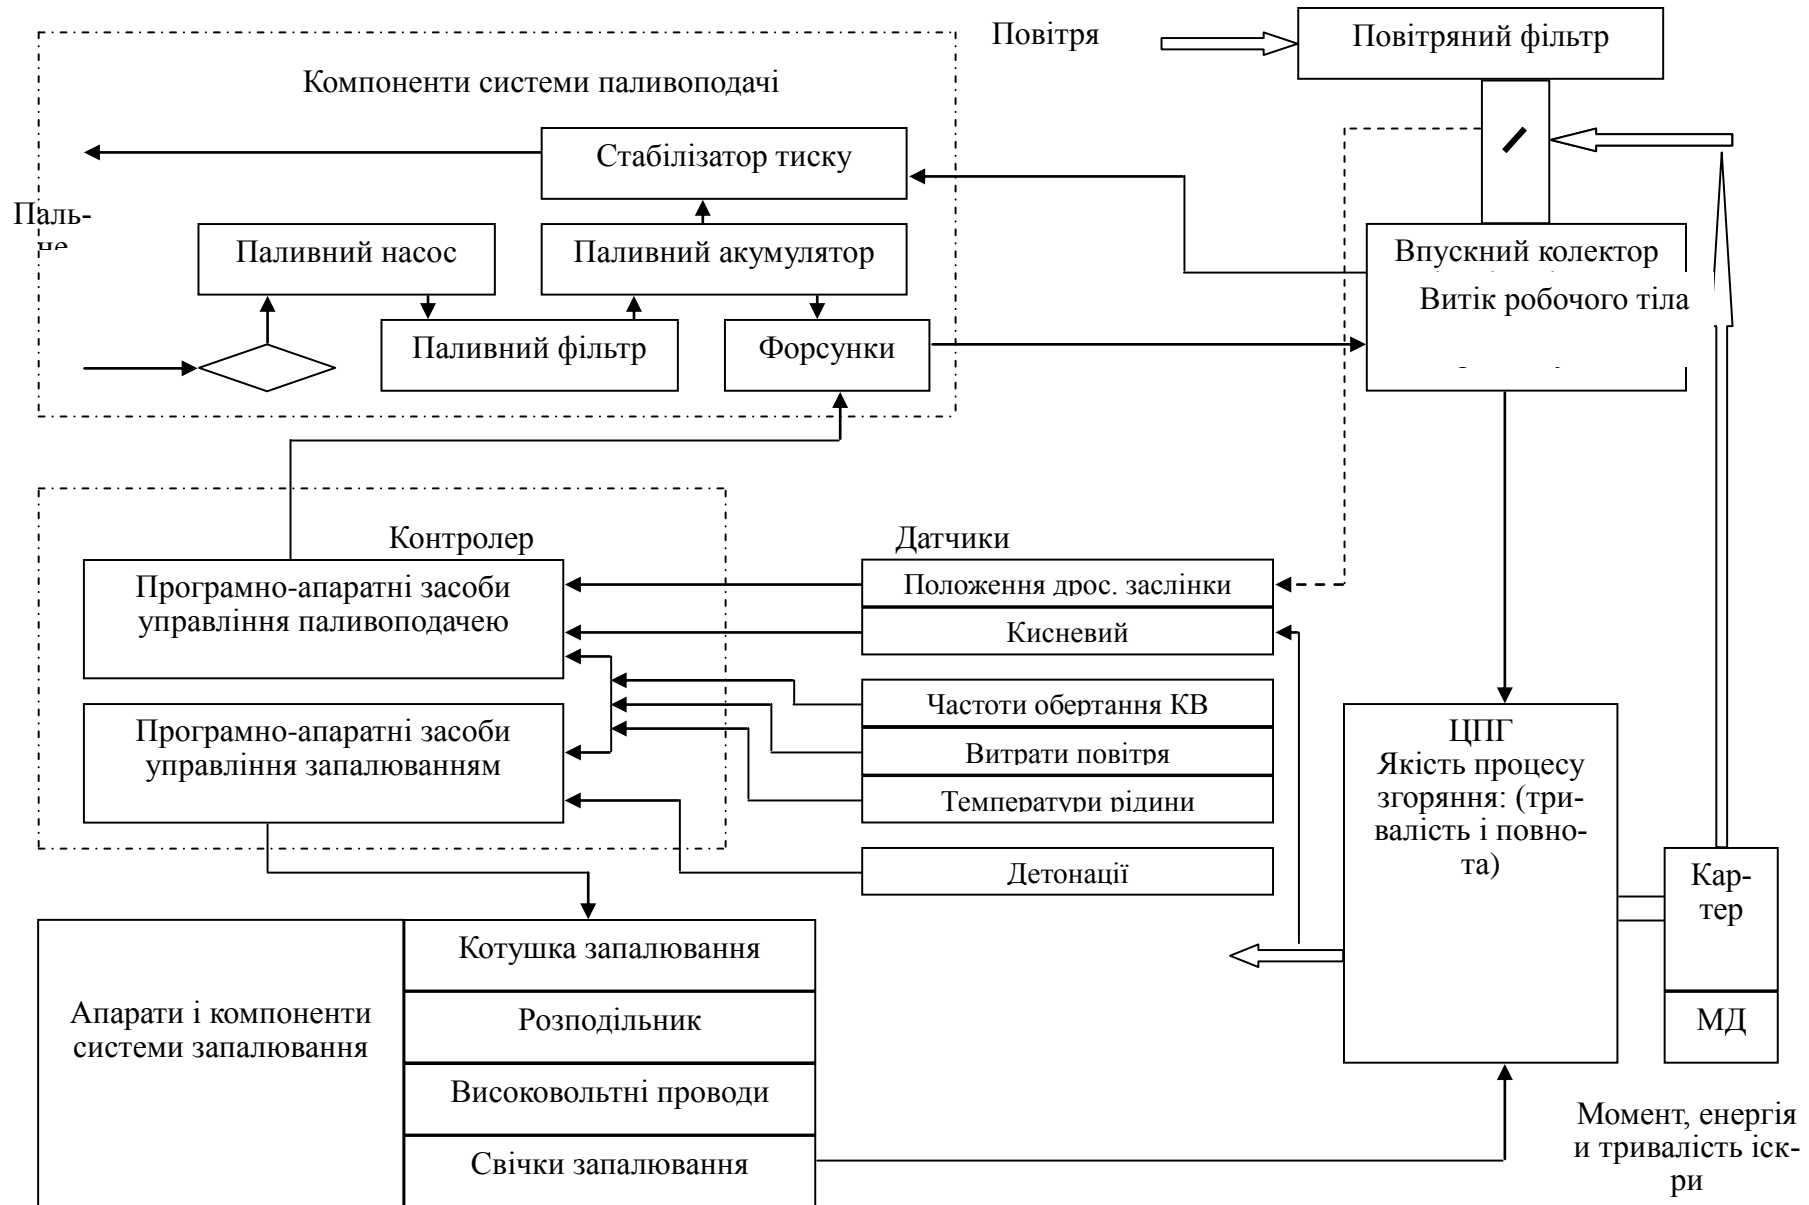 Повітря
Повітряний фільтр
Компоненти системи паливоподачі
Стабілізатор тиску
Паль-
не
Паливний насос
Паливний акумулятор
Впускний колектор
Витік робочого тіла
Паливний фільтр
Форсунки
Контролер
Датчики
Програмно-апаратні засоби
управління паливоподачею
Положення дрос. заслінки
Кисневий
Частоти обертання КВ
Програмно-апаратні засоби
управління запалюванням
Витрати повітря
Температури рідини
Детонації
ЦПГ
Якість процесу
згоряння: (три-
валість і повно-
та)
Кар-
тер
МД
Котушка запалювання
Апарати і компоненти
системи запалювання
Розподільник
Високовольтні проводи
Свічки запалювання
Момент, енергія
и тривалість іск-
ри